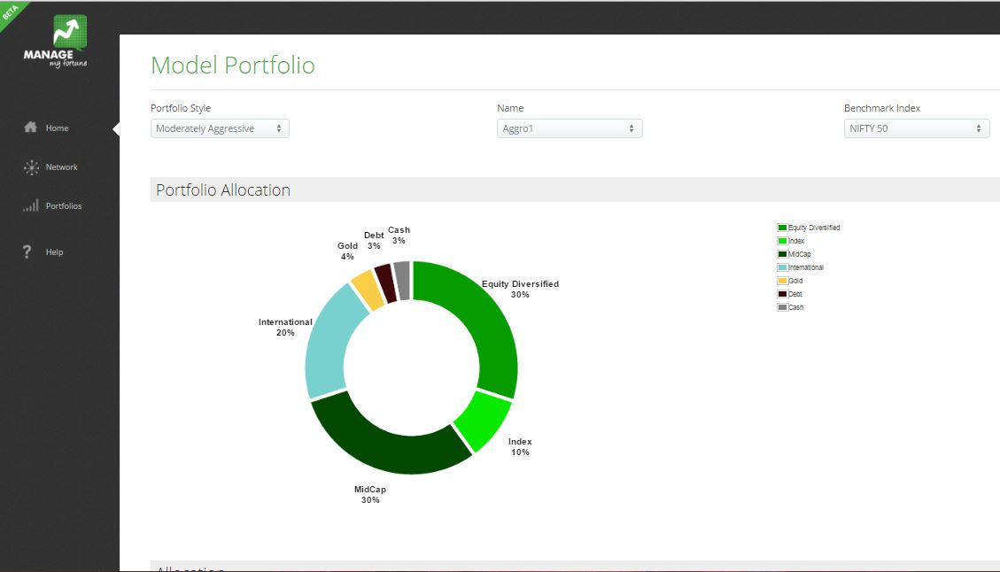 BETA
MANAGE
my fortune
Home
Network
Portfolios
Help
Model Portfolio
Portfolio Style
Name
Benchmark Index
Moderately Aggressive
Aggro1
NIFTY 50
Portfolio Allocation
Cash
3%
Debt
3%
Gold
4%
Equity Diversified
30%
International
20%
Index
10%
MidCap
30%
Equity Diversified
Index
MidCap
International
Gold
Debt
Cash
Allocation